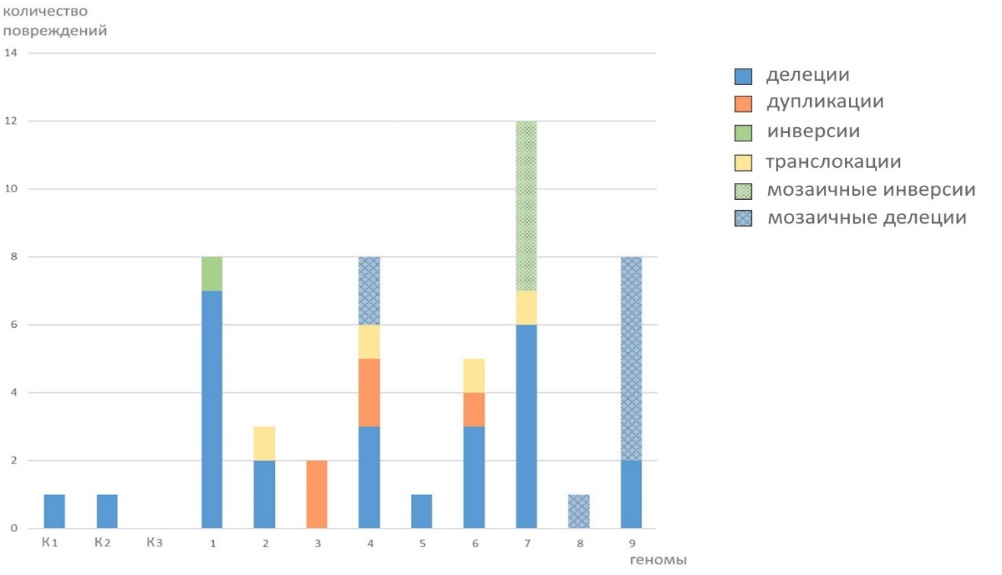 количество
повреждений
14
12
10
8
6
4
2
0
К1 К2 К3 1 2 3 4 5 6 7 8 9
геномы
делеции
дупликации
инверсии
транслокации
мозаичные инверсии
мозаичные делеции